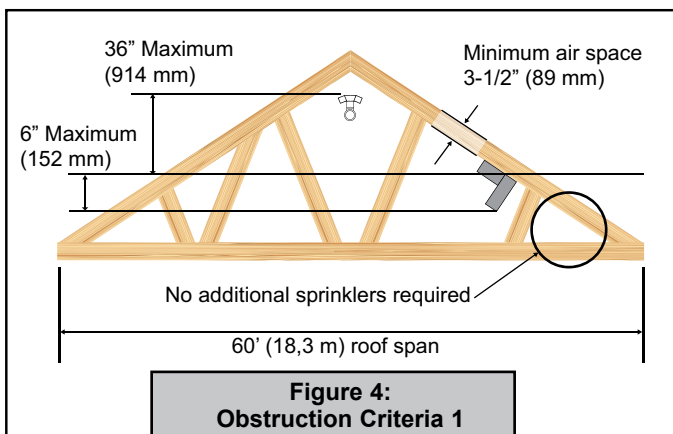 36” Maximum
(914 mm)
Minimum air space
3-1/2” (89 mm)
6” Maximum
(152 mm)
No additional sprinklers required
60’ (18,3 m) roof span
Figure 4:
Obstruction Criteria 1